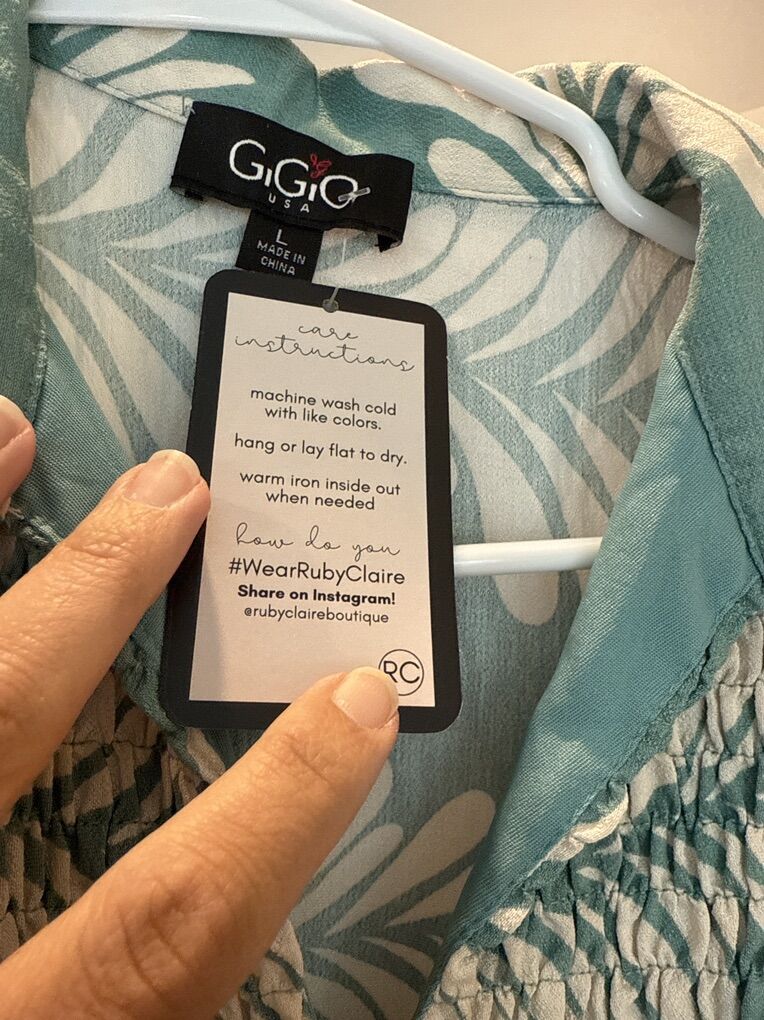 GiGiO
USA
L
MADE IN
CHINA
care
instructions
machine wash cold
with like colors.
hang or lay flat to dry.
warm iron inside out
when needed
how do you
#WearRubyClaire
Share on Instagram!
@rubyclaireboutique
RC